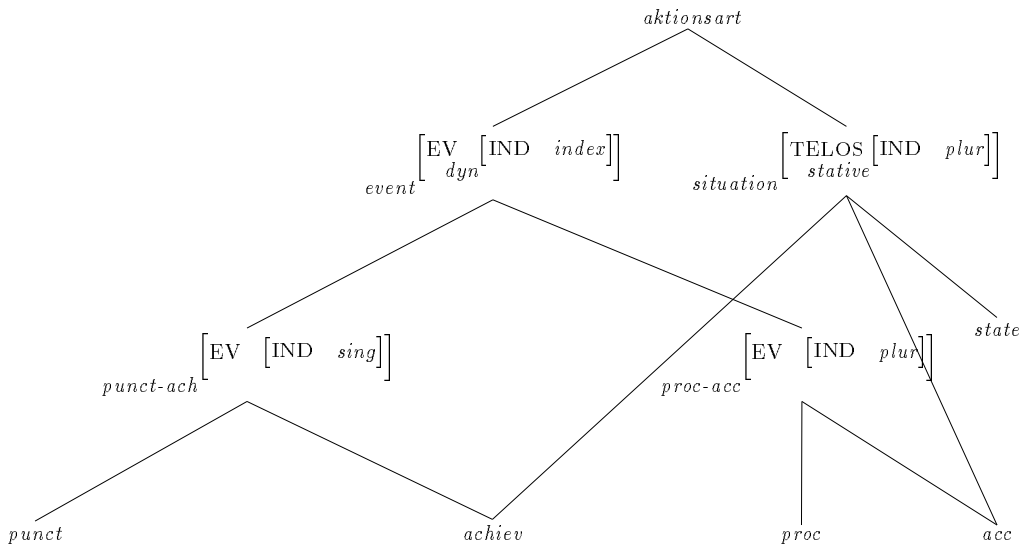 aktionsart
event [EV dyn [IND index]]
situation [TELOS stative [IND plur]]
state
punct-ach [EV [IND sing]]
proc-acc [EV [IND plur]]
punct achiev proc acc